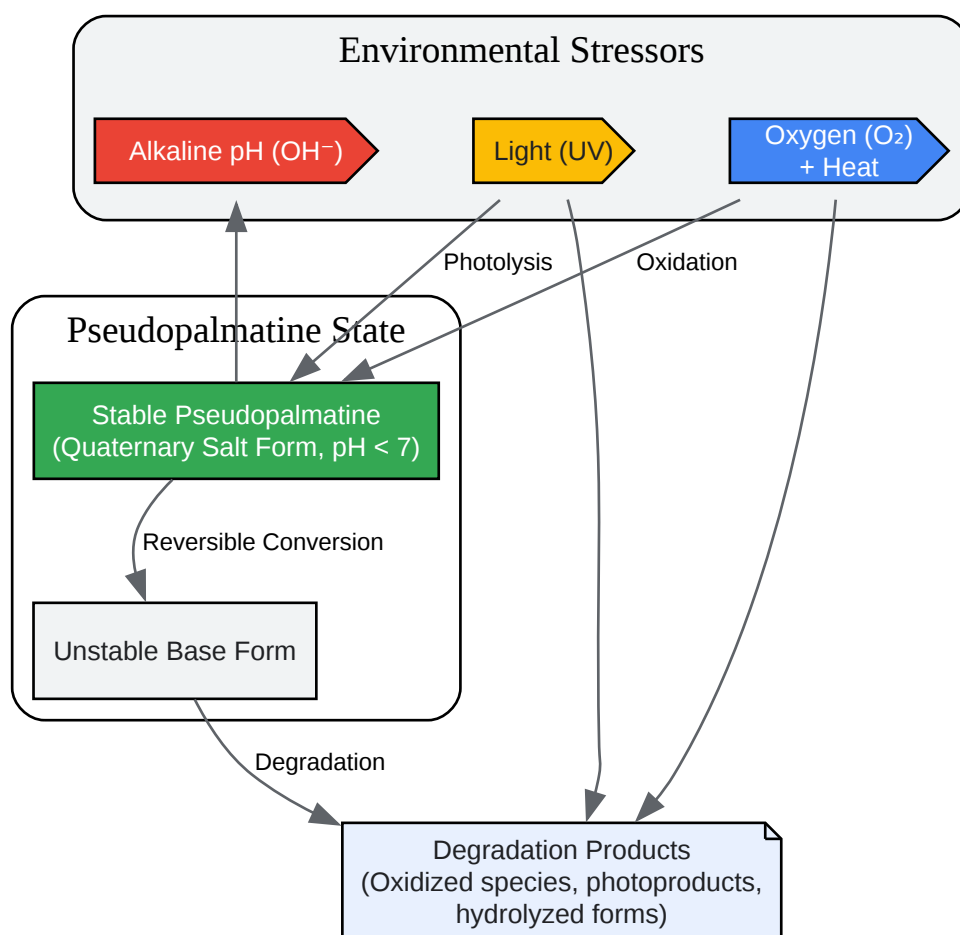 Environmental Stressors
Alkaline pH (OH⁻)
Light (UV)
Oxygen (O₂)
+ Heat
Photolysis
Oxidation
Pseudopalmatine State
Stable Pseudopalmatine
(Quaternary Salt Form, pH < 7)
Reversible Conversion
Unstable Base Form
Degradation
Degradation Products
(Oxidized species, photoproducts,
hydrolyzed forms)